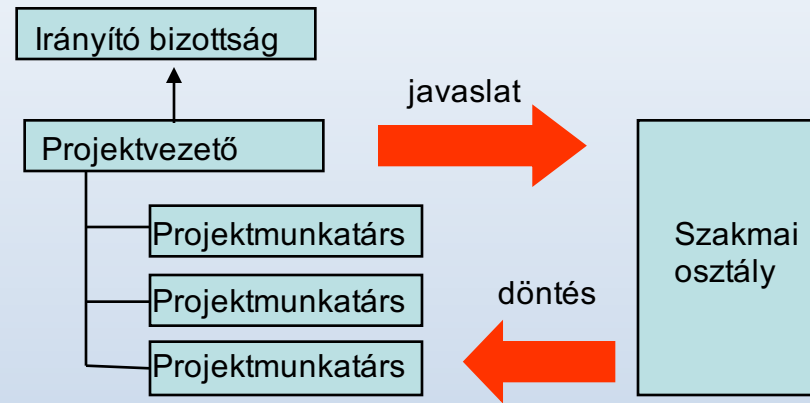 Irányító bizottság
javaslat
Projektvezető
Projektmunkatárs
Szakmai
osztály
Projektmunkatárs
döntés
Projektmunkatárs